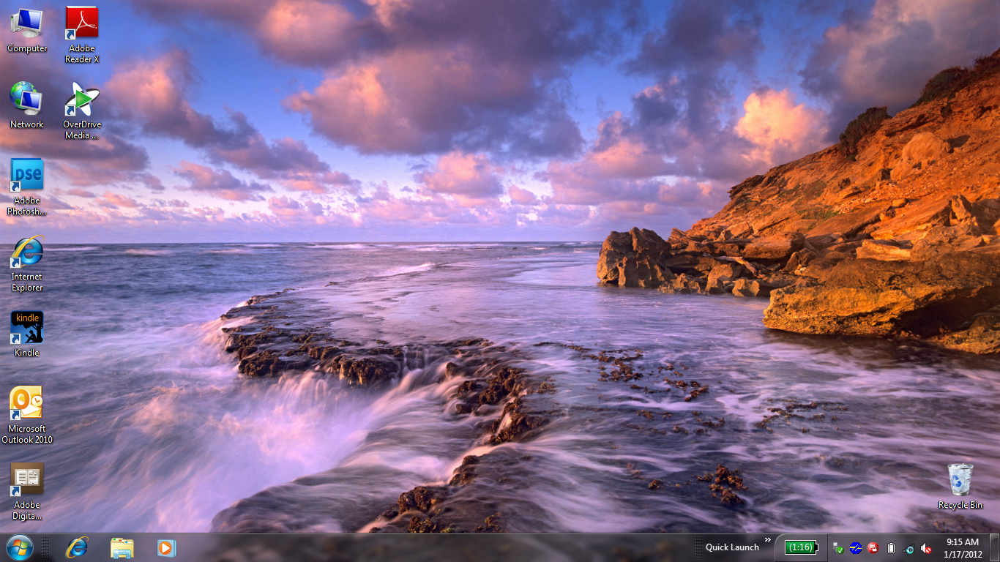 Computer
Adobe
Reader X
Network
OverDrive
Media ...
pse
Adobe
Photosh...
Internet
Explorer
kindle
Kindle
Microsoft
Outlook 2010
Adobe
Digita...
Recycle Bin
Quick Launch
(1:16)
9:15 AM
1/17/2012